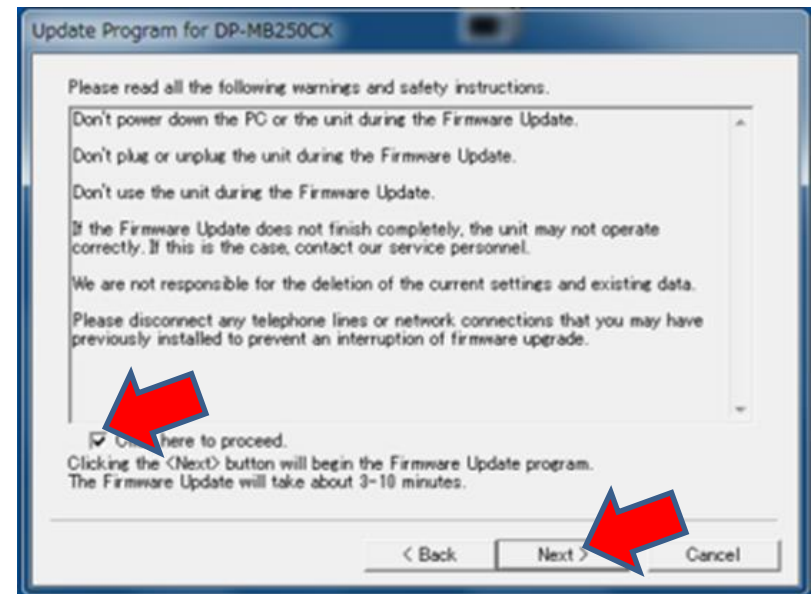 Update Program for DP-MB250CX
Please read all the following warnings and safety instructions.
Don't power down the PC or the unit during the Firmware Update.
Don't plug or unplug the unit during the Firmware Update.
Don't use the unit during the Firmware Update.
If the Firmware Update does not finish completely, the unit may not operate
correctly. If this is the case, contact our service personnel.
We are not responsible for the deletion of the current settings and existing data.
Please disconnect any telephone lines or network connections that you may have
previously installed to prevent an interruption of firmware upgrade.
here to proceed.
Clicking the <Next> button will begin the Firmware Update program.
The Firmware Update will take about 3-10 minutes.
< Back
Next >
Cancel